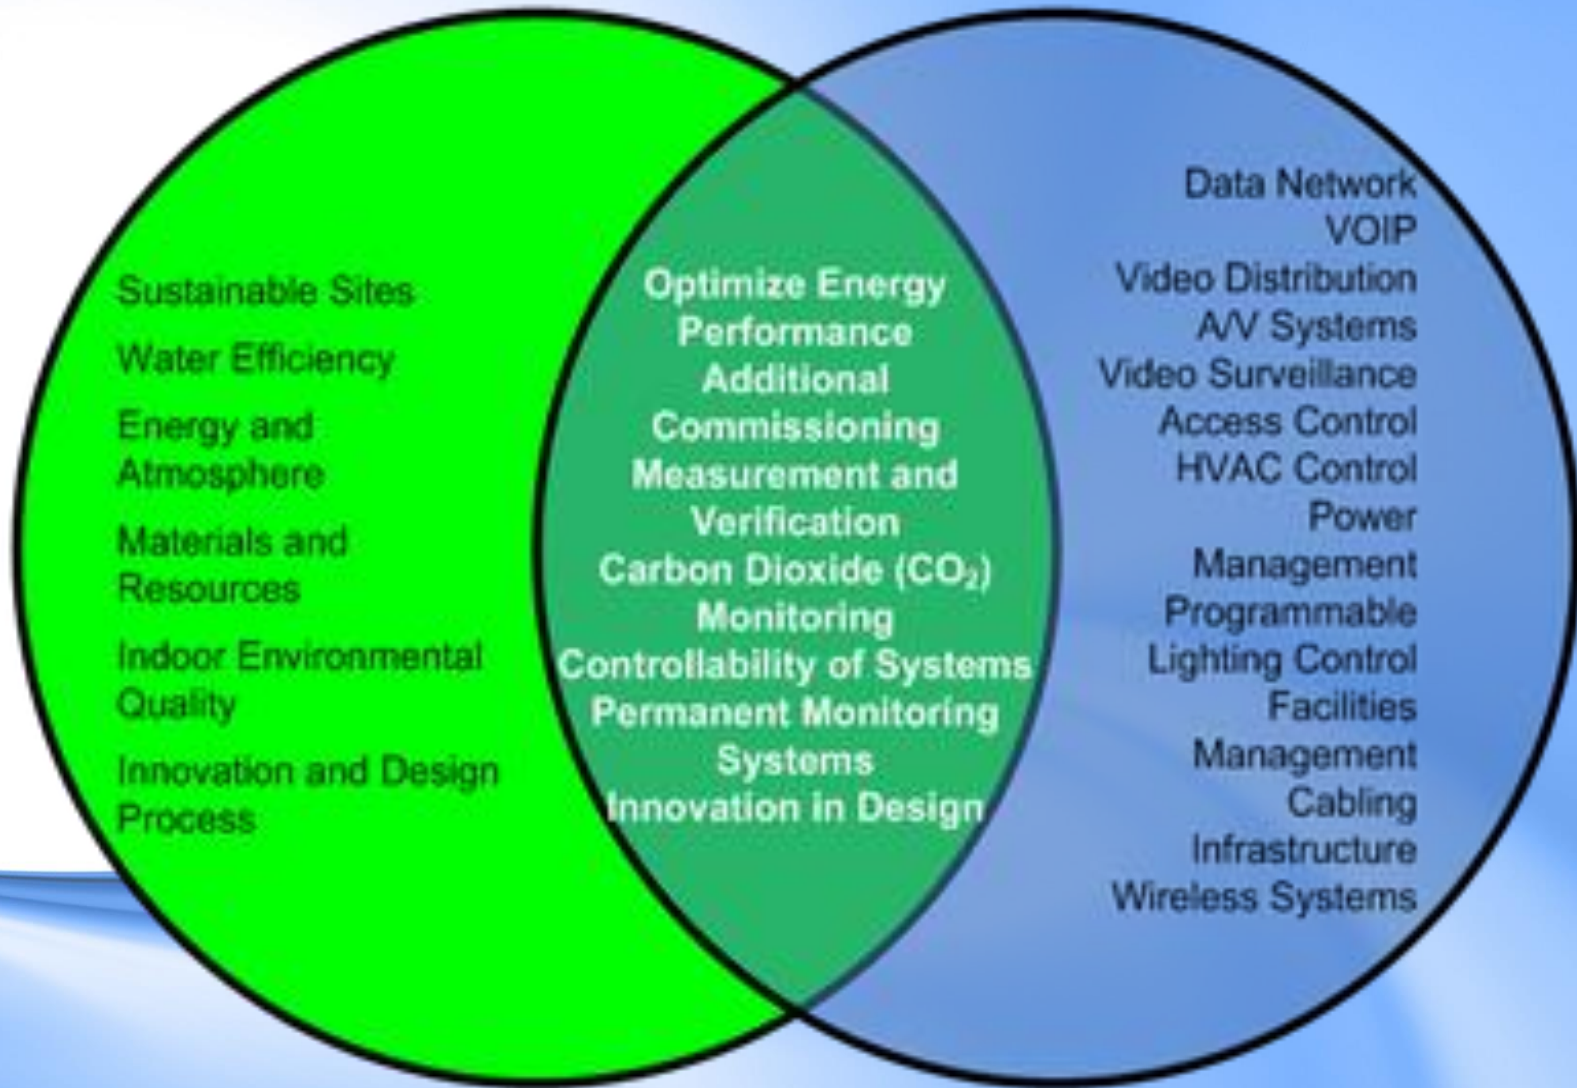 Sustainable Sites
Water Efficiency
Energy and
Atmosphere
Materials and
Resources
Indoor Environmental
Quality
Innovation and Design
Process
Optimize Energy
Performance
Additional
Commissioning
Measurement and
Verification
Carbon Dioxide (CO₂)
Monitoring
Controllability of Systems
Permanent Monitoring
Systems
Innovation in Design
Data Network
VOIP
Video Distribution
A/V Systems
Video Surveillance
Access Control
HVAC Control
Power
Management
Programmable
Lighting Control
Facilities
Management
Cabling
Infrastructure
Wireless Systems